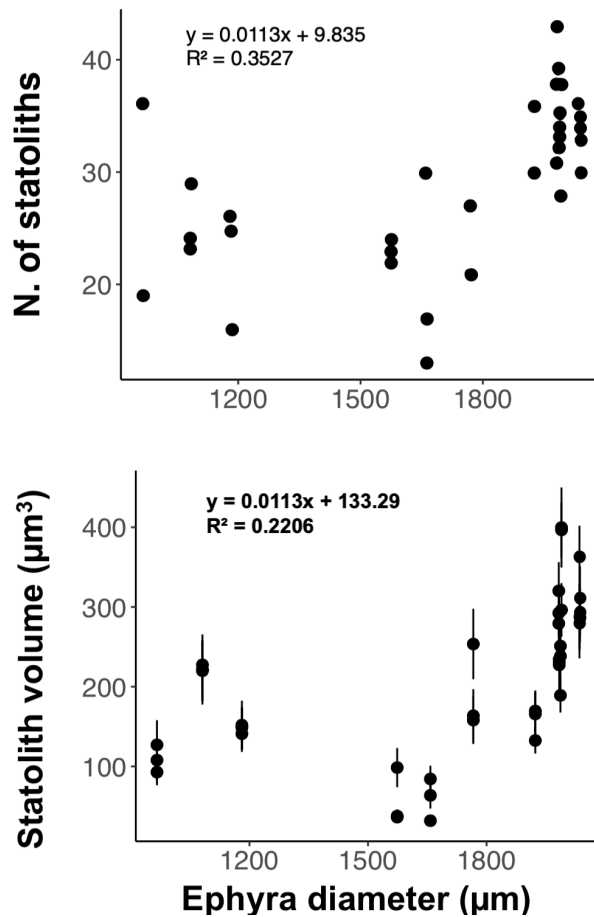 y = 0.0113x + 9.835
R² = 0.3527
N. of statoliths
40
30
20
1200 1500 1800
y = 0.0113x + 133.29
R² = 0.2206
Statolith volume (µm³)
400
300
200
100
1200 1500 1800
Ephyra diameter (µm)